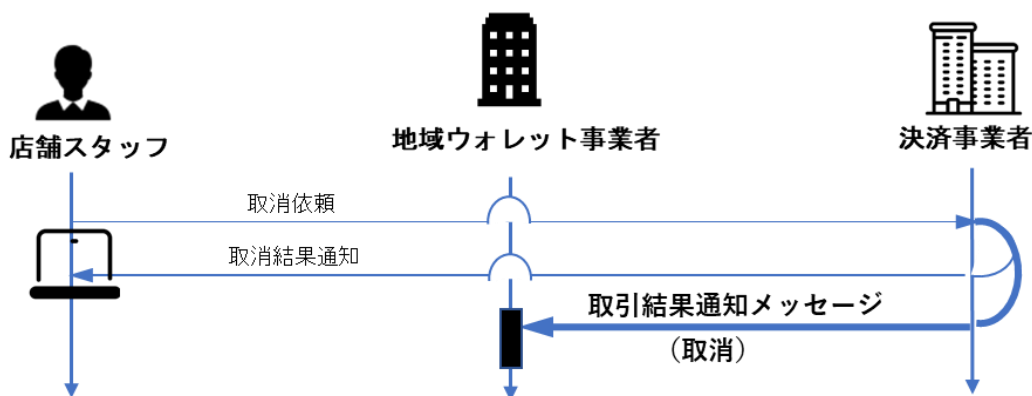 店舗スタッフ
地域ウォレット事業者
決済事業者
取消依頼
取消結果通知
取引結果通知メッセージ
（取消）